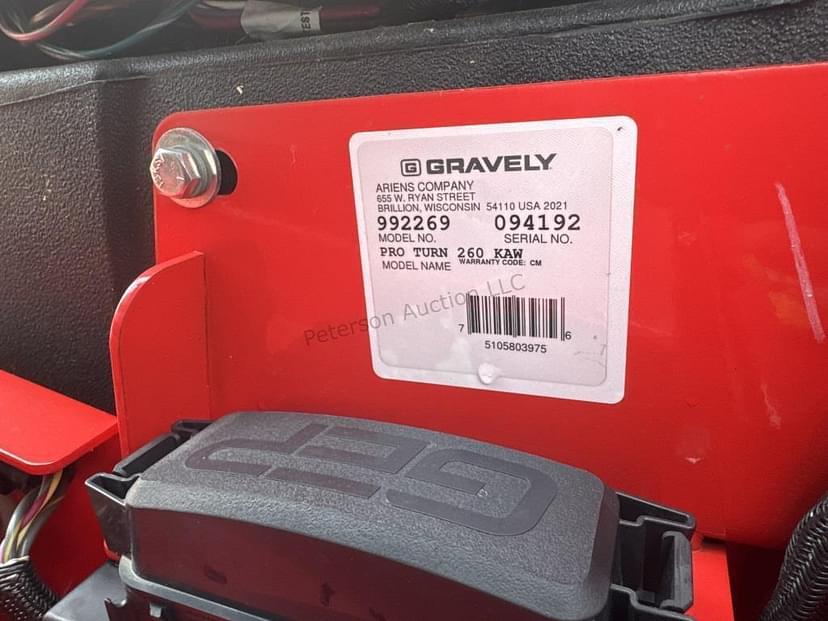 TEST
GRAVELY
ARIENS COMPANY
655 W. RYAN STREET
BRILLION, WISCONSIN 54110 USA 2021
992269 094192
MODEL NO. SERIAL NO.
PRO TURN 260 KAW
MODEL NAME WARRANTY CODE: CM
Peterson Auction LLC
7 6
5105803975
GEP